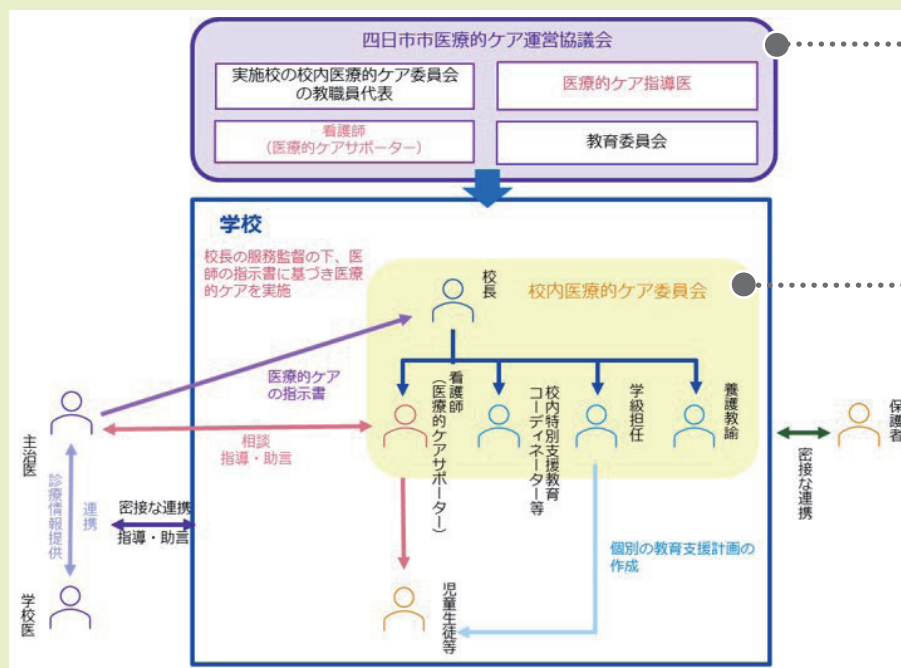 四日市市医療的ケア運営協議会
実施校の校内医療的ケア委員会
の教職員代表
医療的ケア指導医
看護師
（医療的ケアサポーター）
教育委員会
学校
校長の服務監督の下、医
師の指示書に基づき医療
的ケアを実施
校長
校内医療的ケア委員会
医療的ケア
の指示書
看護師
（医療的ケアサポーター）
校内特別支援教育
コーディネーター等
学級担任
養護教諭
保護者
主治医
相談
指導・助言
密接な連携
診療情報提供
連携
密接な連携
指導・助言
個別の教育支援計画の
作成
学校医
児童生徒等